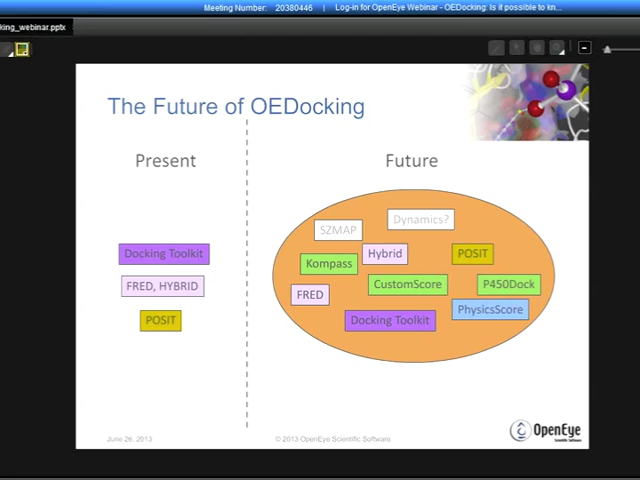 Meeting Number: 20380446 | Log-in for OpenEye Webinar - OEDocking: Is it possible to kn...
king_webinar.pptx
The Future of OEDocking
Present
Future
SZMAP
Dynamics?
Docking Toolkit
Kompass
Hybrid
POSIT
FRED, HYBRID
FRED
CustomScore
P450Dock
POSIT
Docking Toolkit
PhysicsScore
June 26, 2013
© 2013 OpenEye Scientific Software
OpenEye
Scientific Software